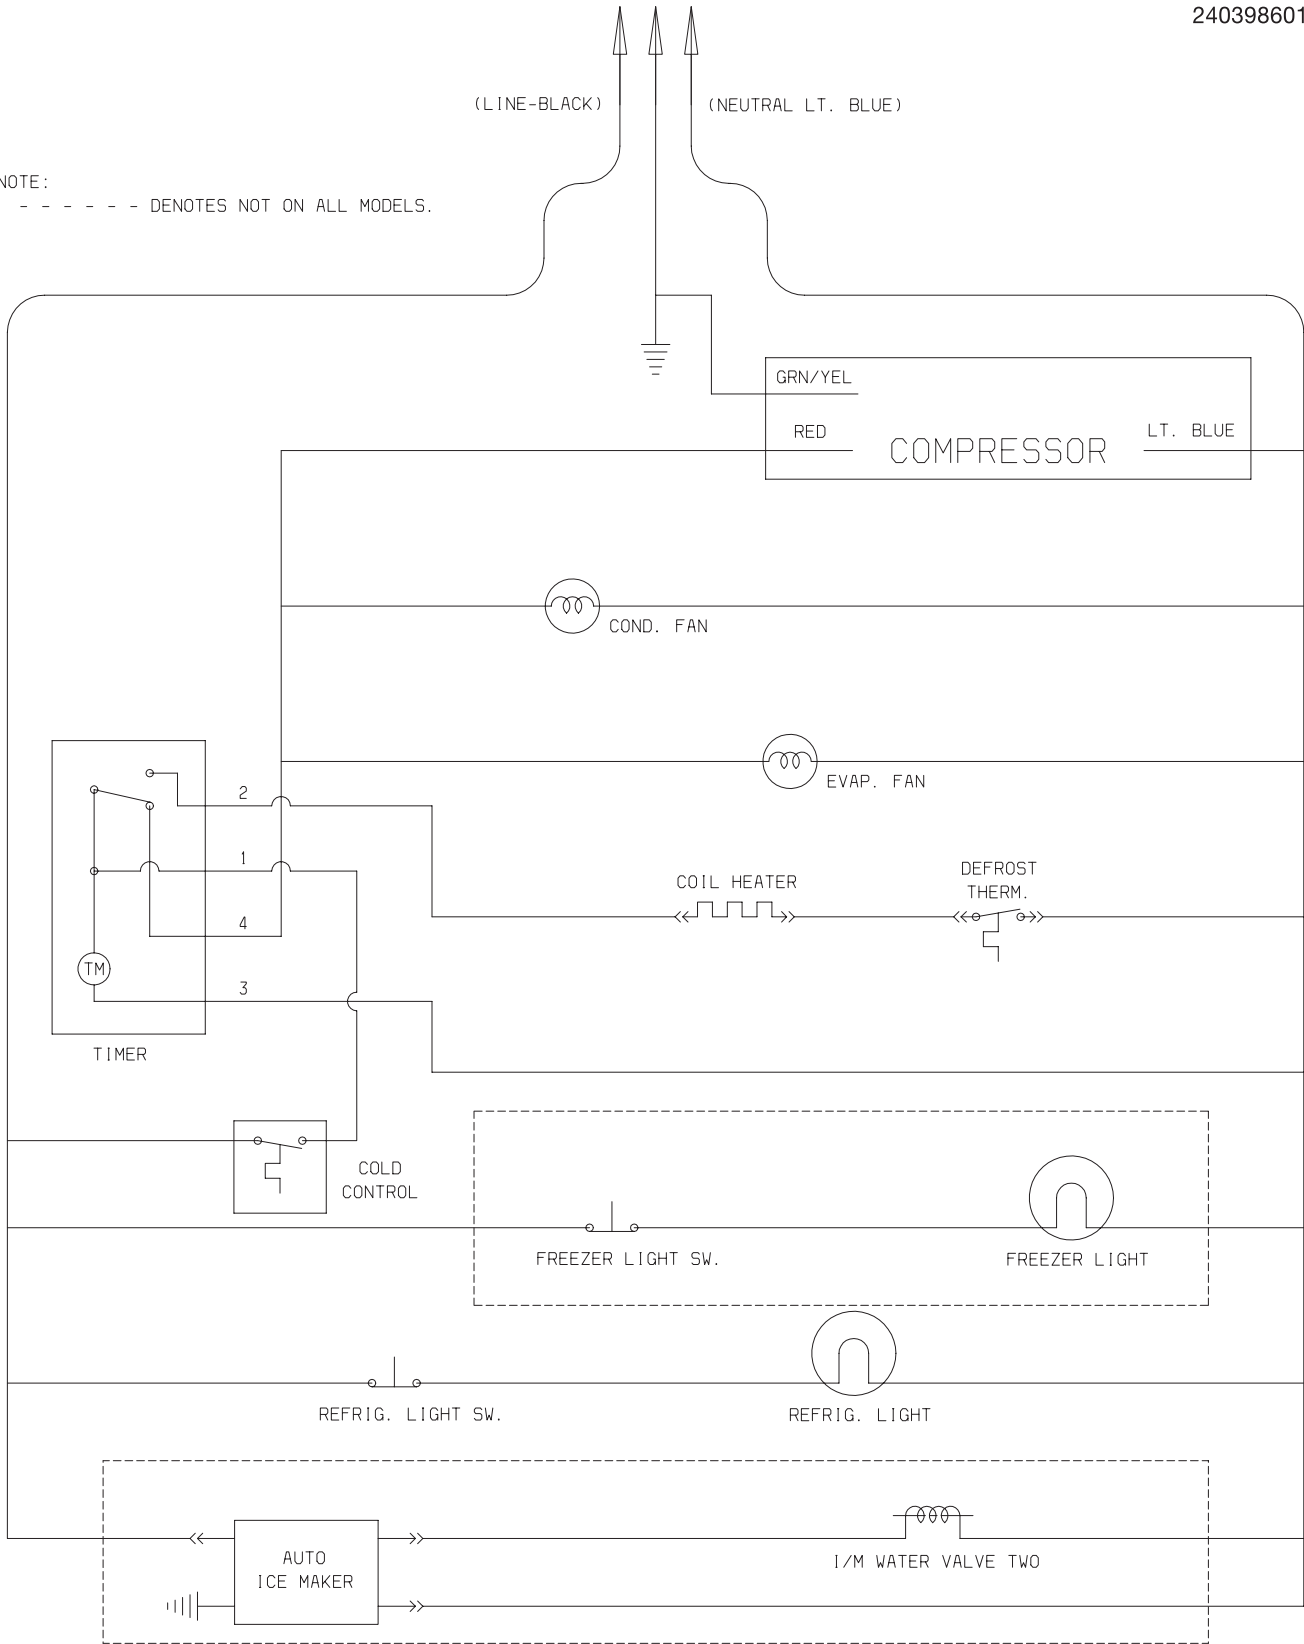 240398601
(LINE-BLACK)
(NEUTRAL LT. BLUE)
NOTE:
- - - - - - DENOTES NOT ON ALL MODELS.
GRN/YEL
RED
COMPRESSOR
LT. BLUE
COND. FAN
EVAP. FAN
2
1
4
TM
3
TIMER
COIL HEATER
DEFROST
THERM.
COLD
CONTROL
FREEZER LIGHT SW.
FREEZER LIGHT
REFRIG. LIGHT SW.
REFRIG. LIGHT
AUTO
ICE MAKER
I/M WATER VALVE TWO